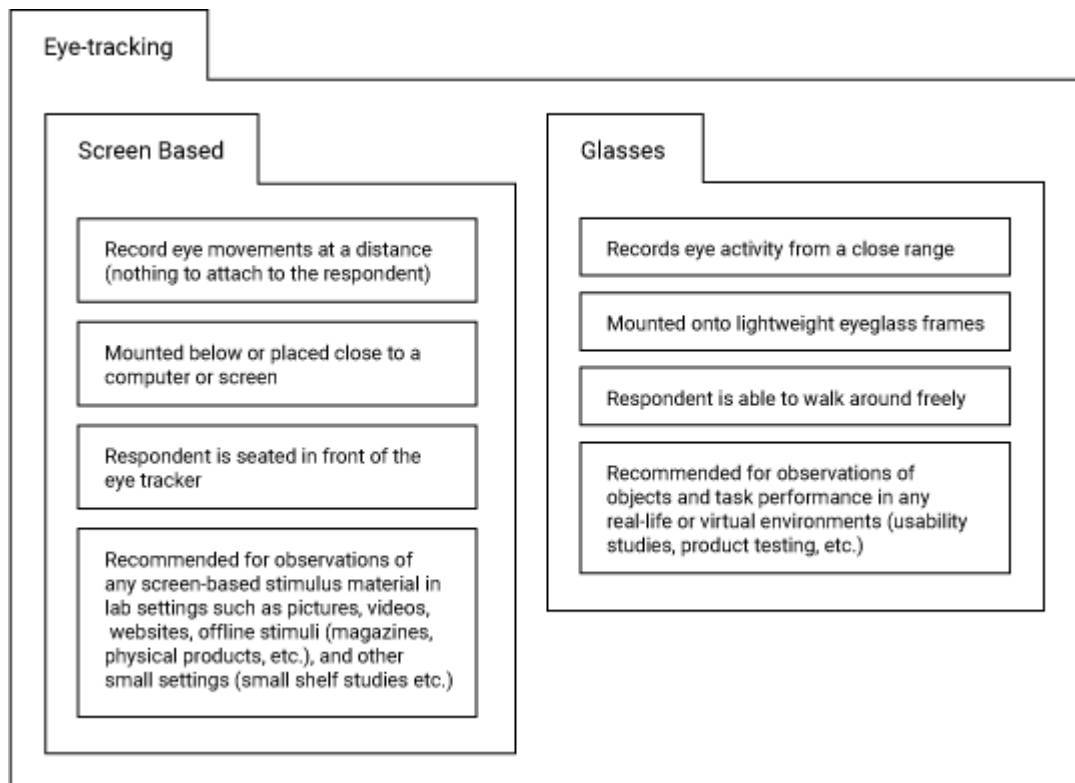 Eye-tracking
Screen Based
Record eye movements at a distance
(nothing to attach to the respondent)
Mounted below or placed close to a
computer or screen
Respondent is seated in front of the
eye tracker
Recommended for observations of
any screen-based stimulus material in
lab settings such as pictures, videos,
websites, offline stimuli (magazines,
physical products, etc.), and other
small settings (small shelf studies etc.)
Glasses
Records eye activity from a close range
Mounted onto lightweight eyeglass frames
Respondent is able to walk around freely
Recommended for observations of
objects and task performance in any
real-life or virtual environments (usability
studies, product testing, etc.)